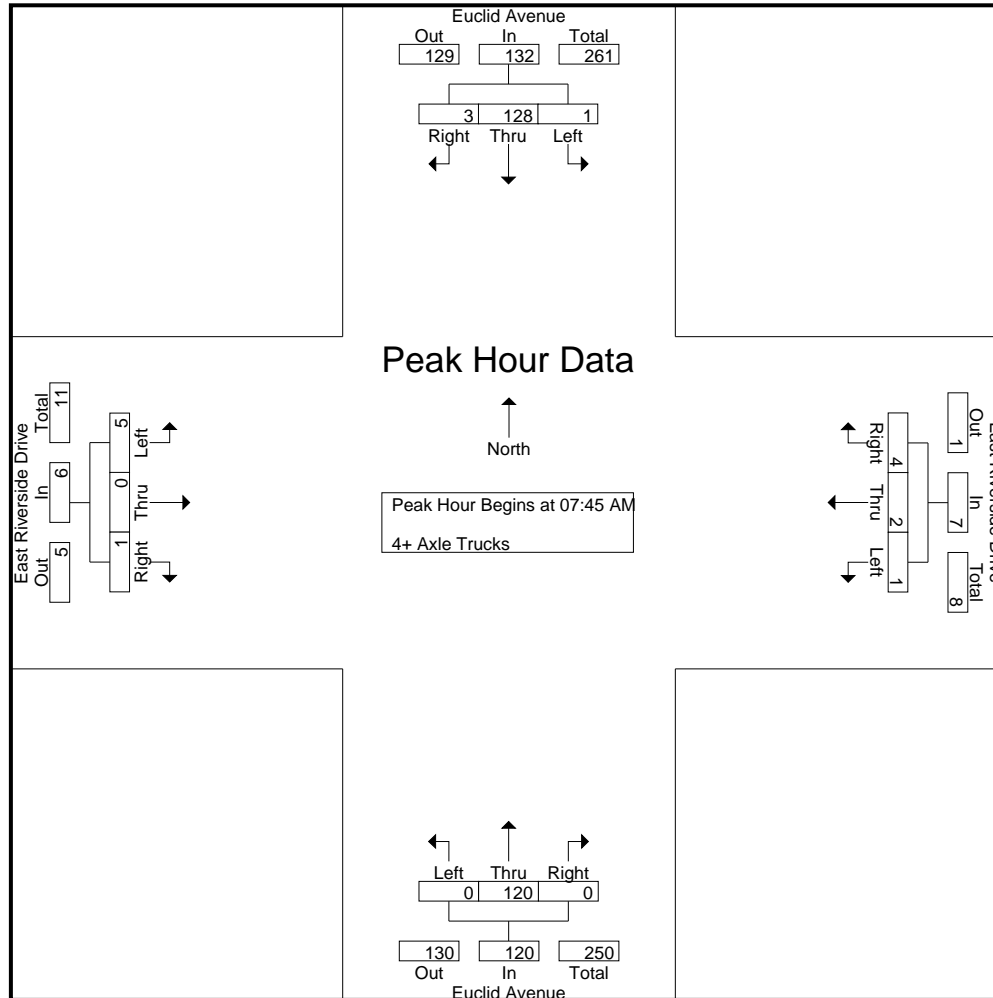 Euclid Avenue
Out In Total
129 132 261
3 128 1
Right Thru Left
Peak Hour Data
North
Peak Hour Begins at 07:45 AM
4+ Axle Trucks
East Riverside Drive
Total In Out
11 6 5
5 0 1
Left Thru Right
East Riverside Drive
Out In Total
1 7 8
4 2 1
Right Thru Left
Left Thru Right
0 120 0
130 120 250
Out In Total
Euclid Avenue